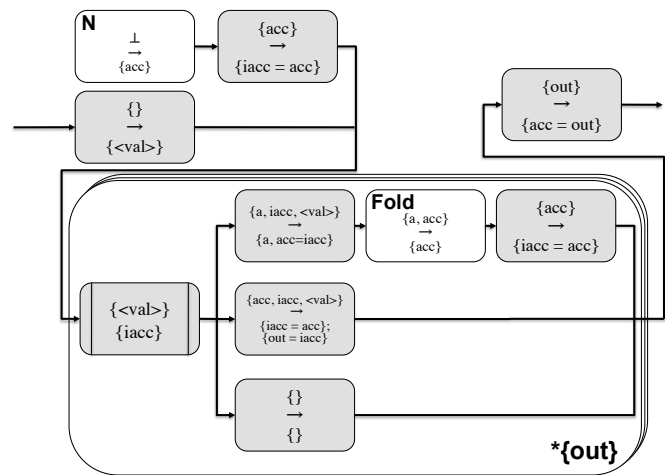 N
⊥
→
{acc}
{acc}
→
{iacc = acc}
{}
→
{<val>}
{out}
→
{acc = out}
{a, iacc, <val>}
→
{a, acc=iacc}
Fold
{a, acc}
→
{acc}
{acc}
→
{iacc = acc}
{<val>}
{iacc}
{acc, iacc, <val>}
→
{iacc = acc};
{out = iacc}
{}
→
{}
*{out}